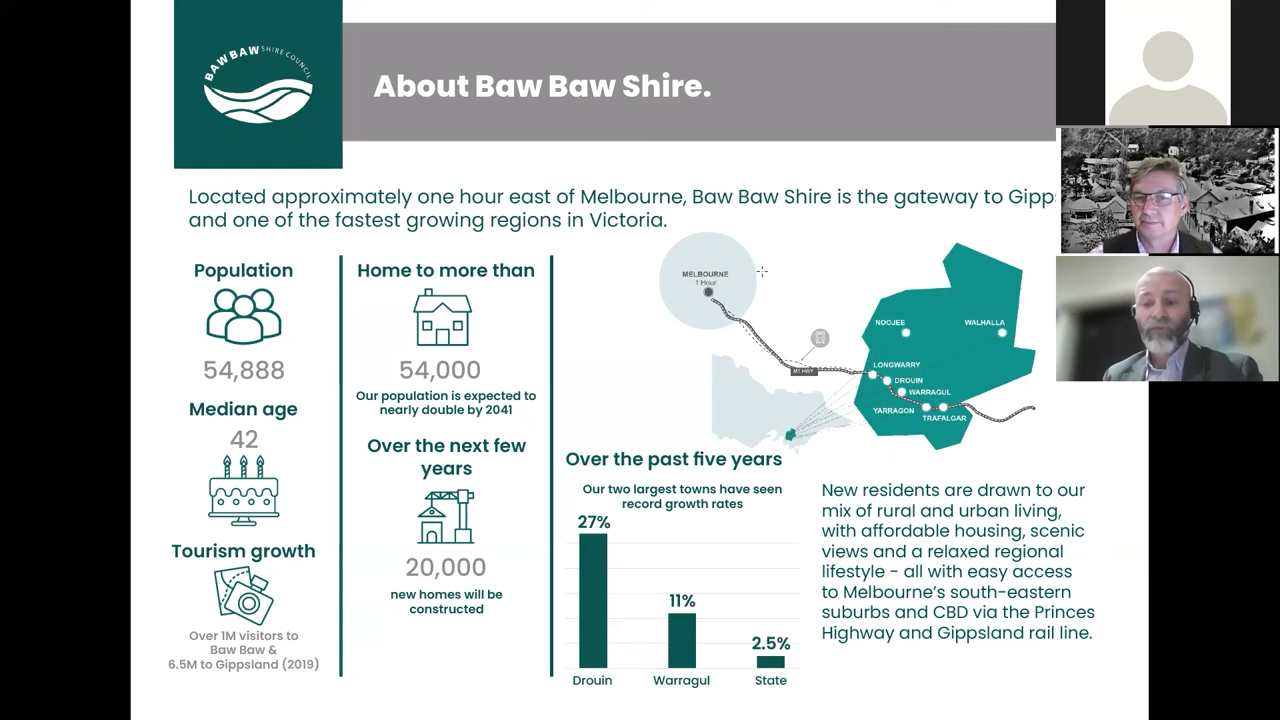 BAW BAW SHIRE COUNCIL
About Baw Baw Shire.
Located approximately one hour east of Melbourne, Baw Baw Shire is the gateway to Gipps
and one of the fastest growing regions in Victoria.
Population
54,888
Median age
42
Tourism growth
Over 1M visitors to
Baw Baw &
6.5M to Gippsland (2019)
Home to more than
54,000
Our population is expected to
nearly double by 2041
Over the next few
years
20,000
new homes will be
constructed
MELBOURNE
1 Hour
M1 HWY
NOOJEE
WALHALLA
LONGWARRY
DROUIN
WARRAGUL
YARRAGON
TRAFALGAR
Over the past five years
Our two largest towns have seen
record growth rates
27%
11%
2.5%
Drouin
Warragul
State
New residents are drawn to our
mix of rural and urban living,
with affordable housing, scenic
views and a relaxed regional
lifestyle - all with easy access
to Melbourne's south-eastern
suburbs and CBD via the Princes
Highway and Gippsland rail line.